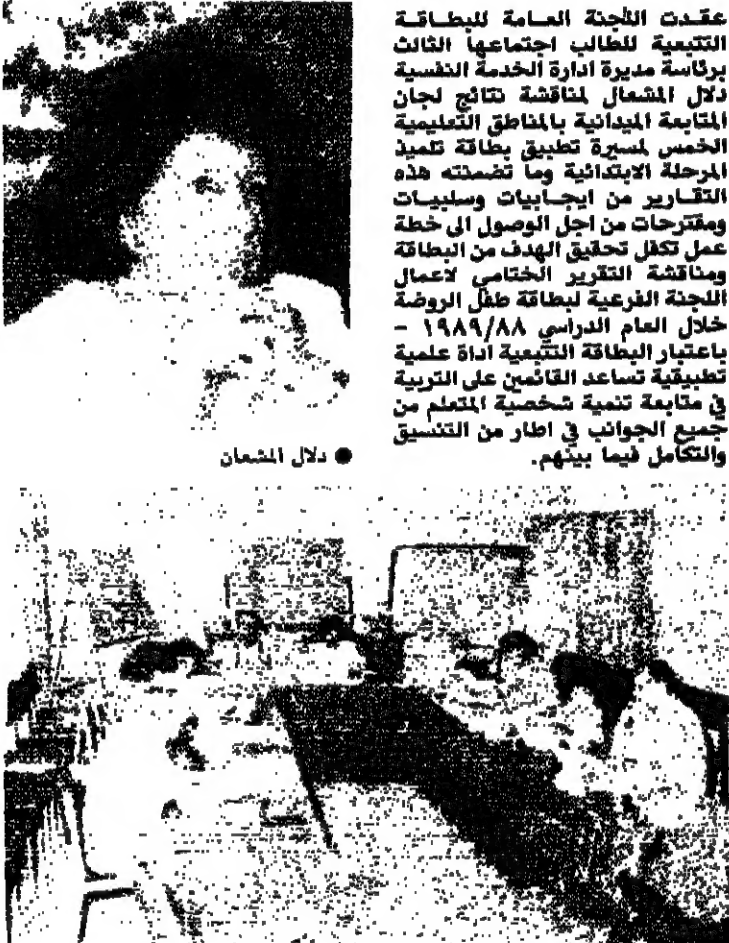 عقدت اللجنة العامة للبطاقة
التتبعية للطالب اجتماعها الثالث
برئاسة مديرة ادارة الخدمة النفسية
دلال المشعال لمناقشة نتائج لجان
المتابعة الميدانية بالمناطق التعليمية
الخمس لمسيرة تطبيق بطاقة تلميذ
المرحلة الابتدائية وما تضمنته هذه
التقارير من ايجابيات وسلبيات
ومقترحات من اجل الوصول الى خطة
عمل تكفل تحقيق الهدف من البطاقة
ومناقشة التقرير الختامي لاعمال
اللجنة الفرعية لبطاقة طفل الروضة
خلال العام الدراسي ١٩٨٩/٨٨ –
باعتبار البطاقة التتبعية اداة علمية
تطبيقية تساعد القائمين على التربية
في متابعة تنمية شخصية المتعلم من
جميع الجوانب في اطار من التنسيق
والتكامل فيما بينهم.
● دلال المشعان